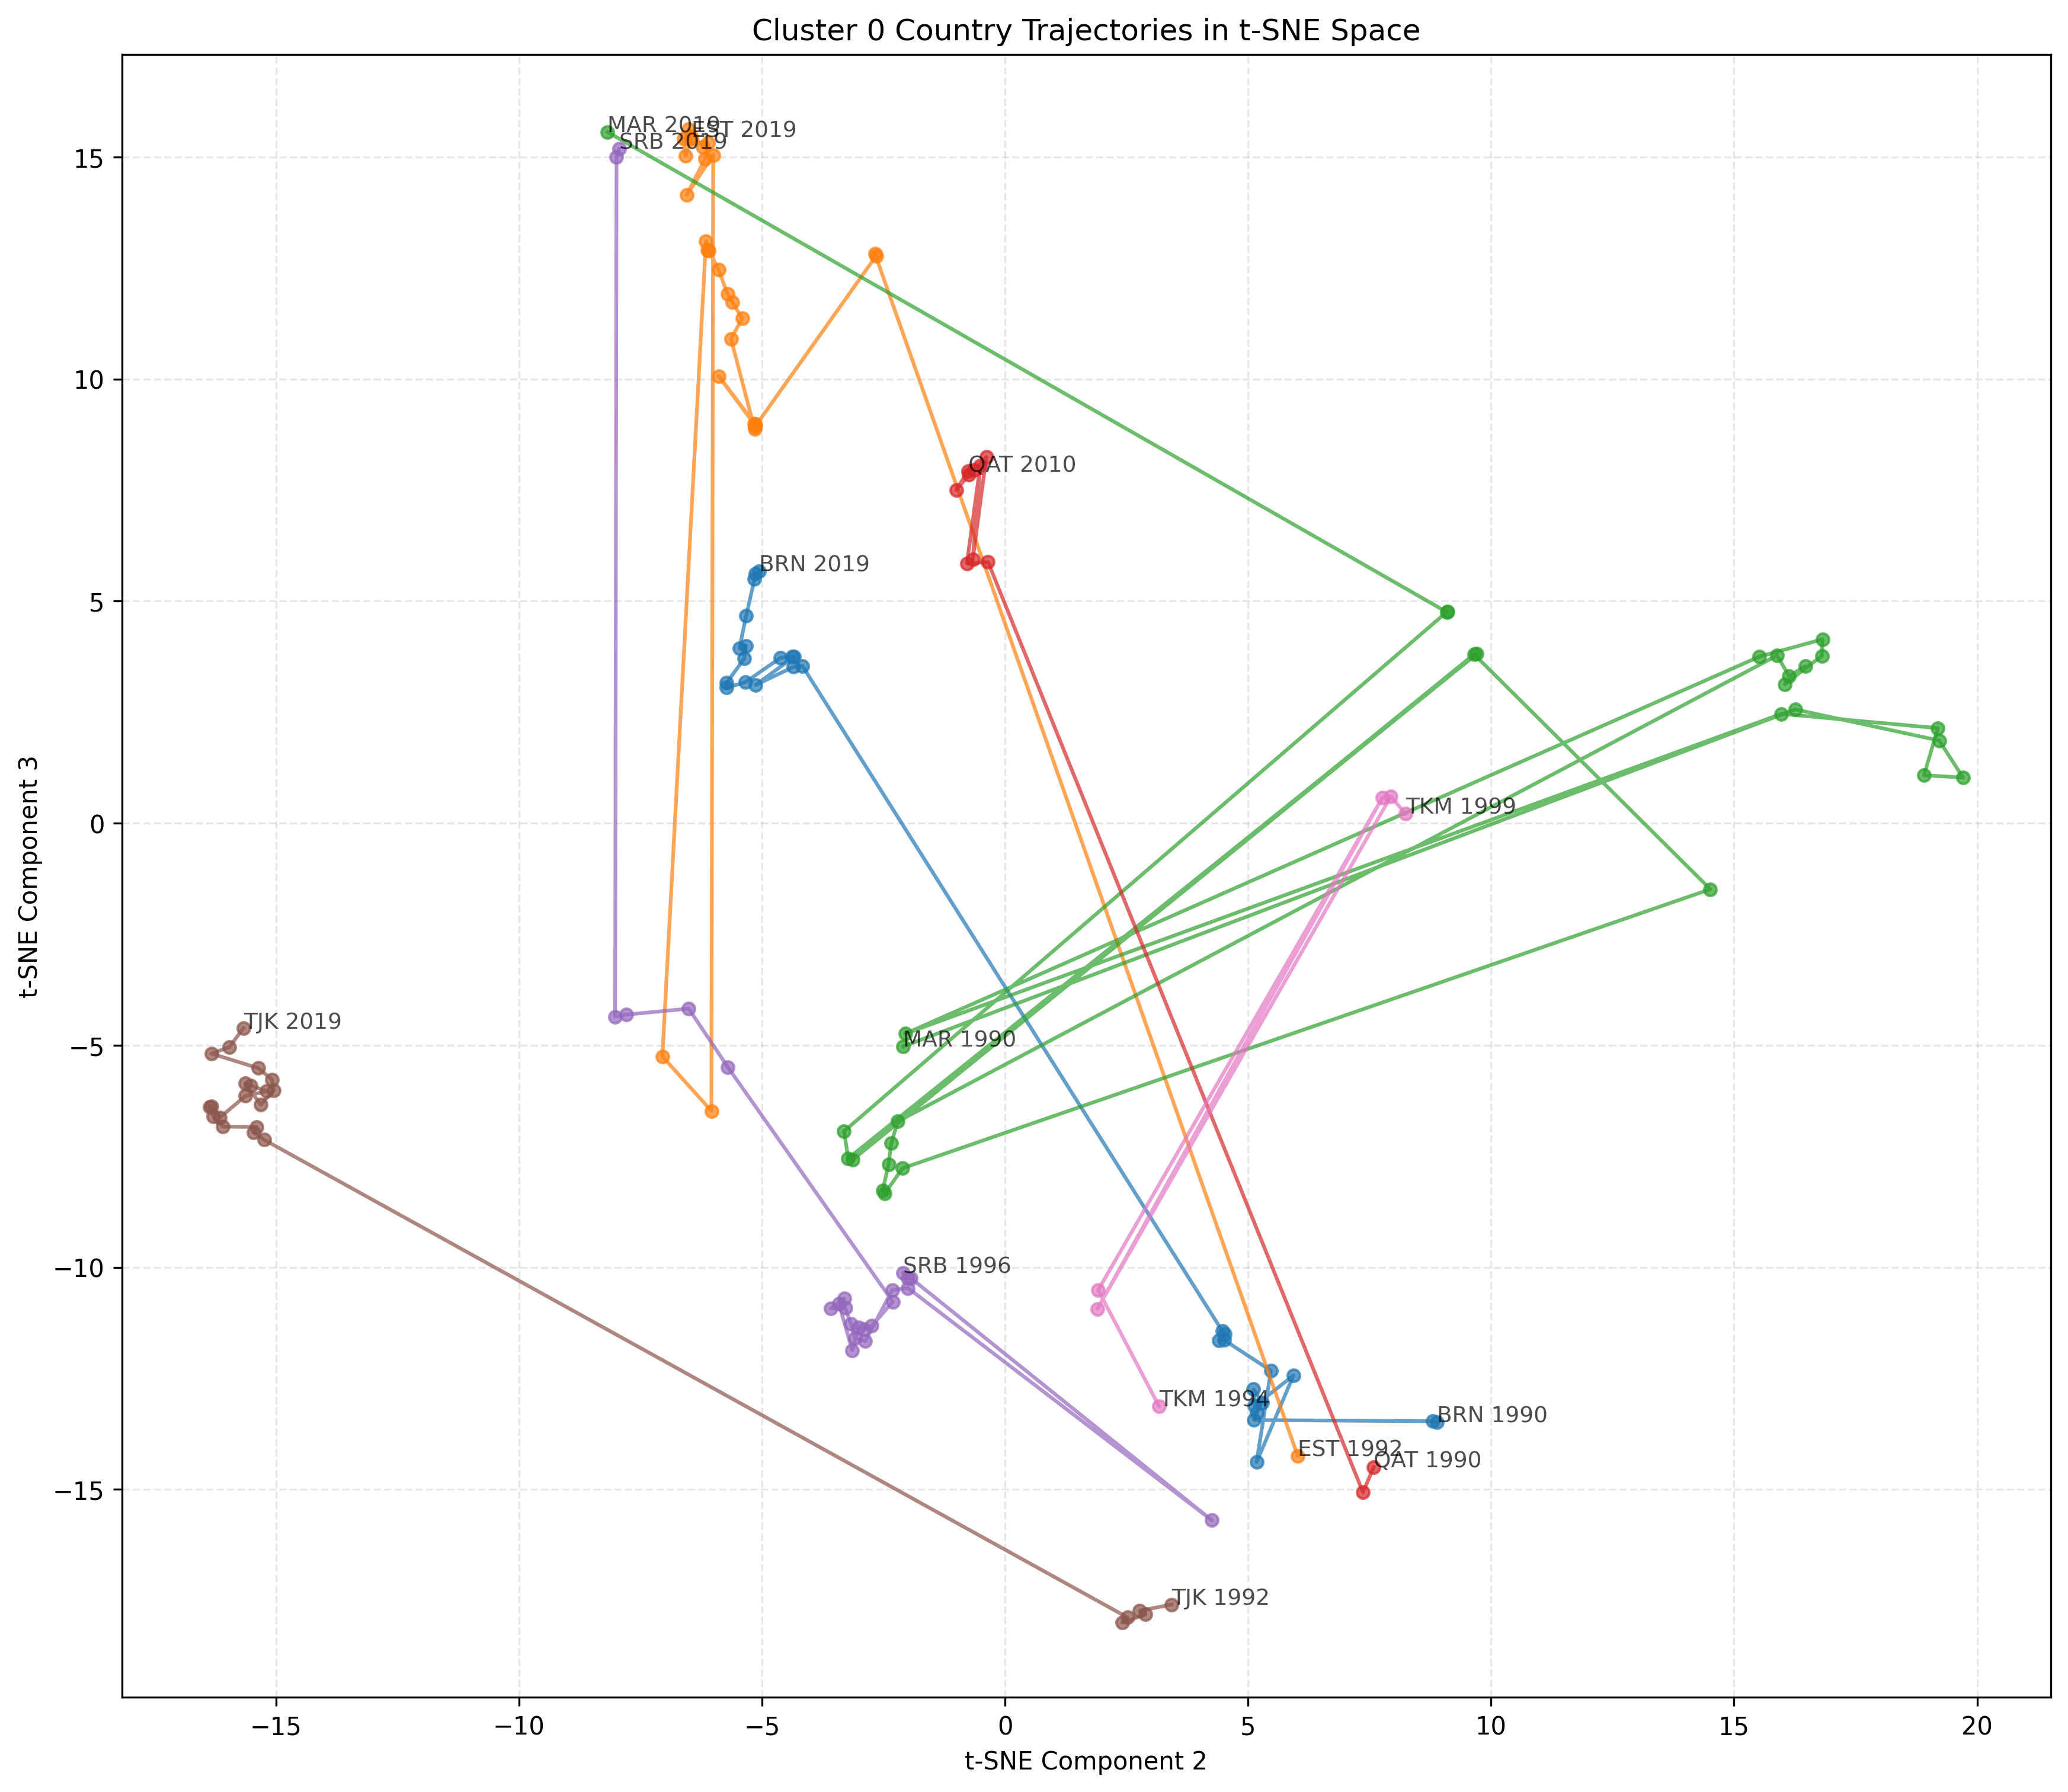 Cluster 0 Country Trajectories in t-SNE Space
MAR 2019
EST 2019
SRB 2019
QAT 2010
BRN 2019
TKM 1999
TJK 2019
MAR 1990
SRB 1996
TKM 1994
BRN 1990
EST 1992
QAT 1990
TJK 1992
15
10
5
0
−5
−10
−15
t-SNE Component 3
−15
−10
−5
0
5
10
15
20
t-SNE Component 2